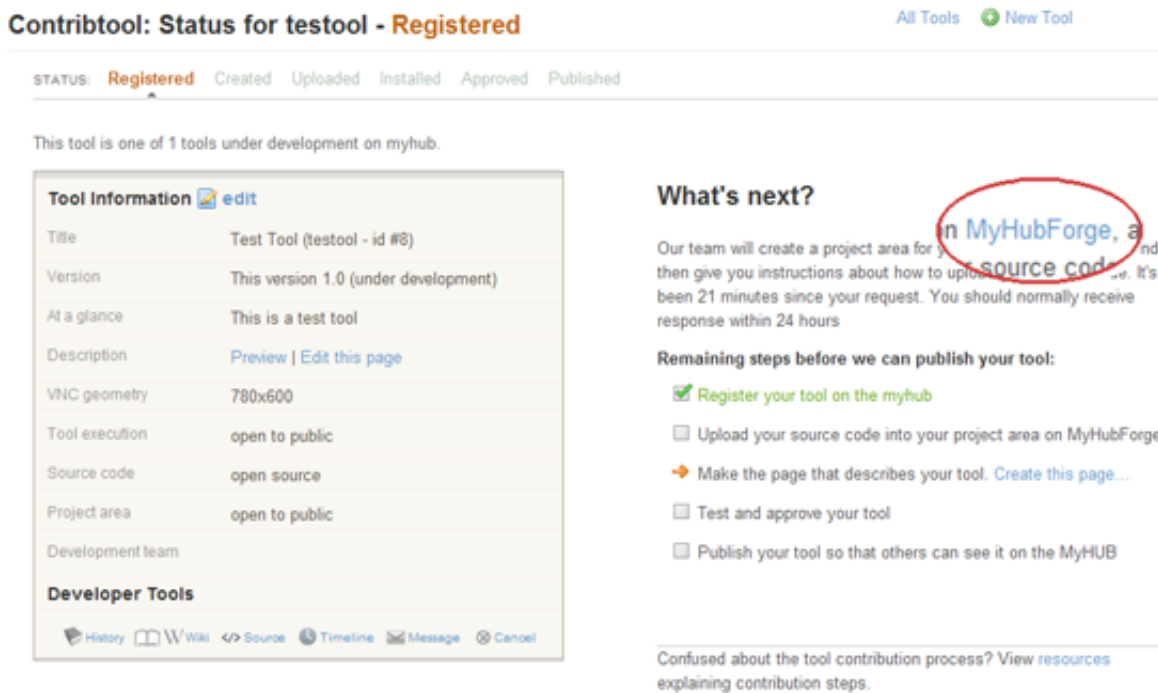 Contribtool: Status for testool - Registered
All Tools New Tool
STATUS: Registered Created Uploaded Installed Approved Published
This tool is one of 1 tools under development on myhub.
Tool Information edit
Title Test Tool (testool - id #8)
Version This version 1.0 (under development)
At a glance This is a test tool
Description Preview | Edit this page
VNC geometry 780x600
Tool execution open to public
Source code open source
Project area open to public
Development team
Developer Tools
History Wiki Source Timeline Message Cancel
What's next?
MyHubForge, a
Our team will create a project area for
source code
then give you instructions about how to It's
been 21 minutes since your request. You should normally receive
response within 24 hours
Remaining steps before we can publish your tool:
Register your tool on the myhub
Upload your source code into your project area on MyHubForge
Make the page that describes your tool. Create this page...
Test and approve your tool
Publish your tool so that others can see it on the MyHUB
Confused about the tool contribution process? View resources
explaining contribution steps.